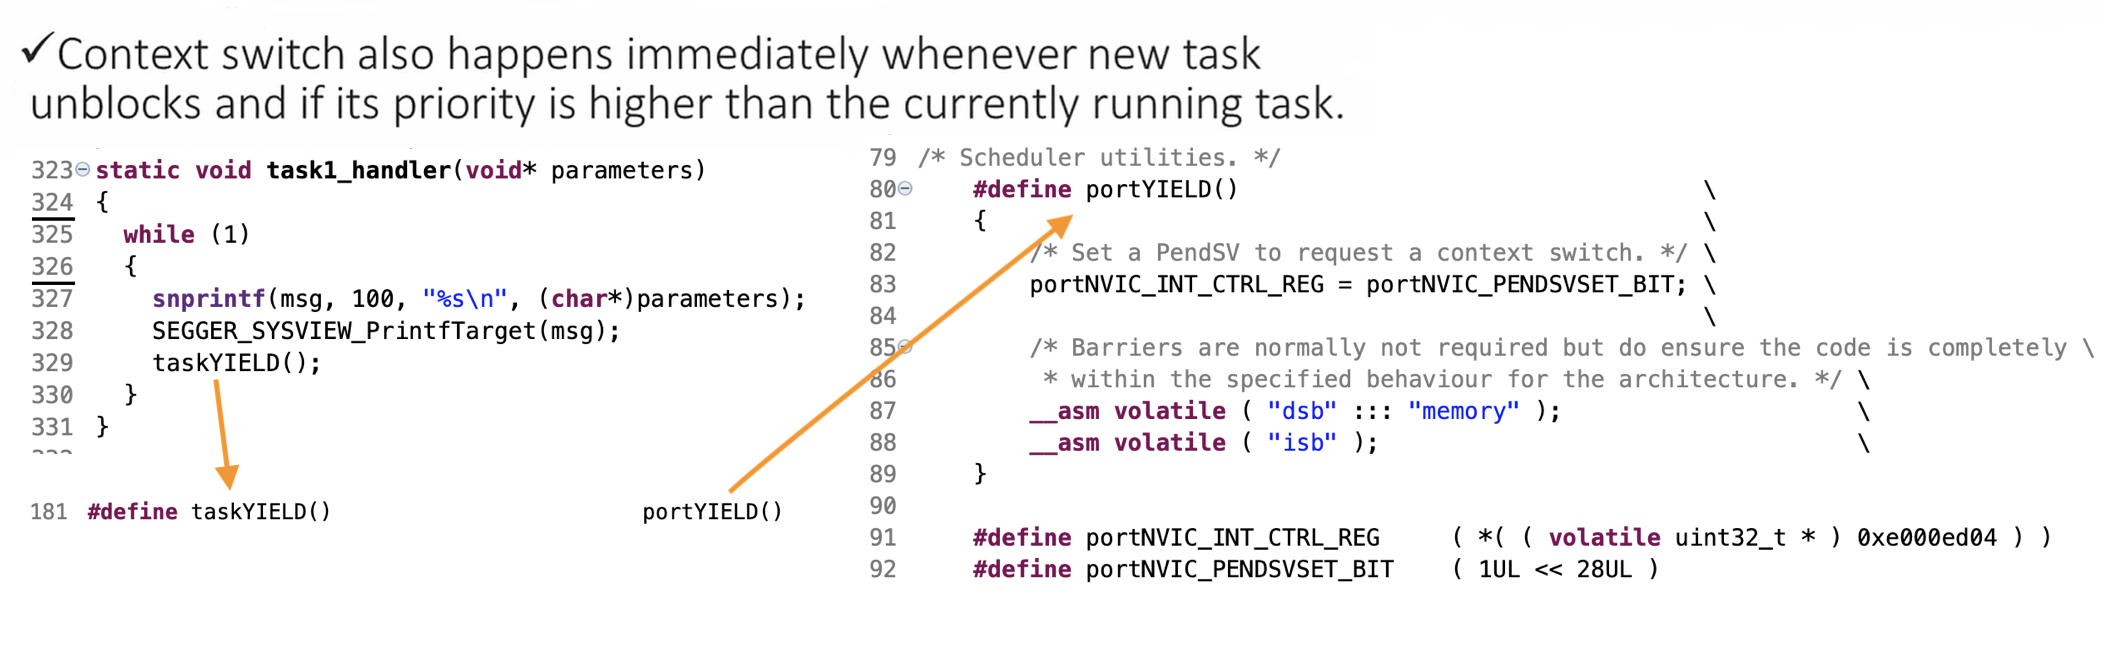 ✓Context switch also happens immediately whenever new task
unblocks and if its priority is higher than the currently running task.
323 static void task1_handler(void* parameters)
324 {
325 while (1)
326 {
327 snprintf(msg, 100, "%s\n", (char*)parameters);
328 SEGGER_SYSVIEW_PrintfTarget(msg);
329 taskYIELD();
330 }
331 }
181 #define taskYIELD() portYIELD()
79 /* Scheduler utilities. */
80 #define portYIELD() \
81 { \
82 /* Set a PendSV to request a context switch. */ \
83 portNVIC_INT_CTRL_REG = portNVIC_PENDSVSET_BIT; \
84 \
85 /* Barriers are normally not required but do ensure the code is completely \
86 * within the specified behaviour for the architecture. */ \
87 __asm volatile ( "dsb" ::: "memory" ); \
88 __asm volatile ( "isb" ); \
89 }
90
91 #define portNVIC_INT_CTRL_REG ( *( ( volatile uint32_t * ) 0xe000ed04 ) )
92 #define portNVIC_PENDSVSET_BIT ( 1UL << 28UL )